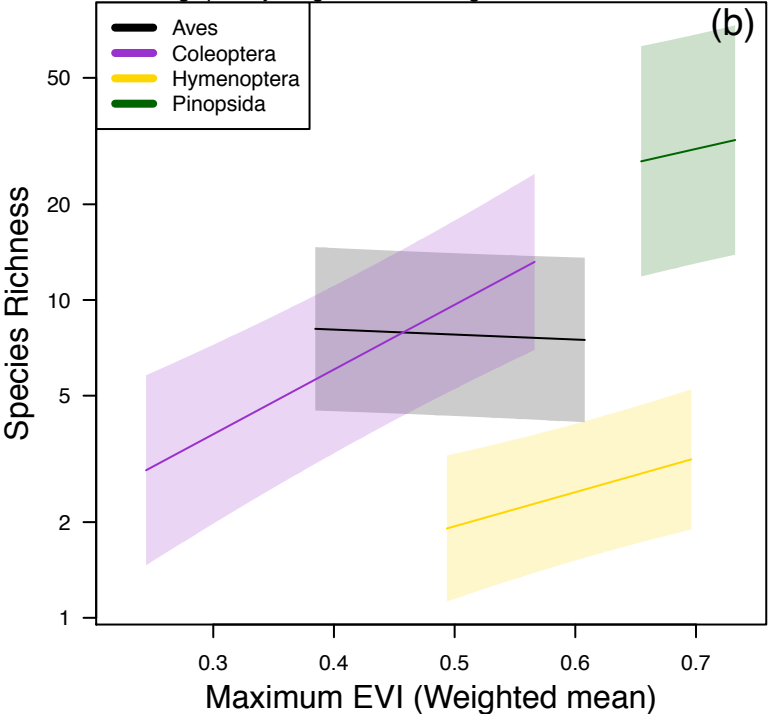 (b)
Aves
Coleoptera
Hymenoptera
Pinopsida
Species Richness
50
20
10
5
2
1
0.3 0.4 0.5 0.6 0.7
Maximum EVI (Weighted mean)